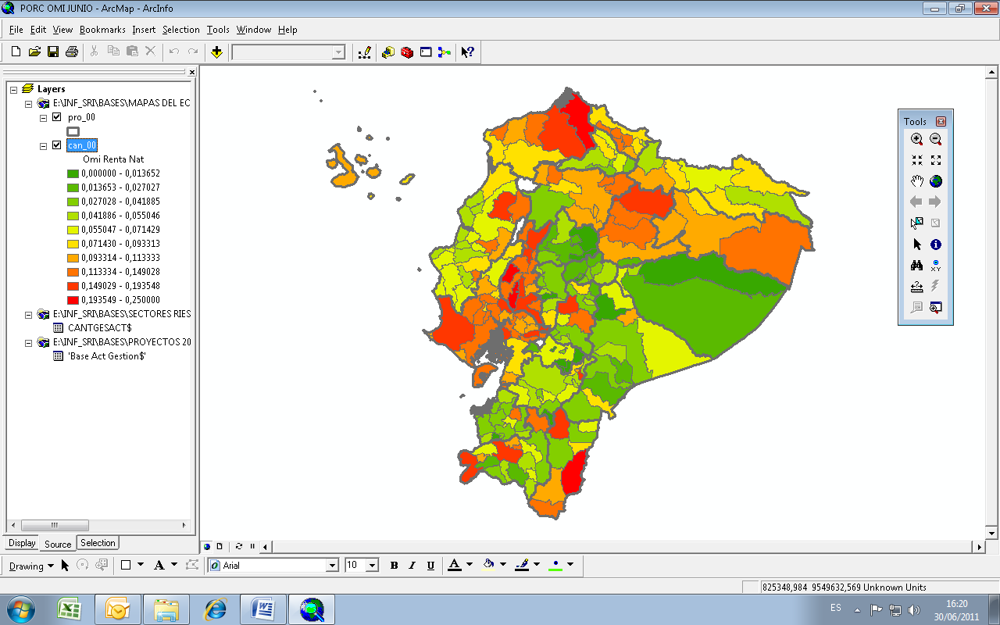 PORC OMI JUNIO - ArcMap - ArcInfo
File Edit View Bookmarks Insert Selection Tools Window Help
Layers
E:\INF_SRI\BASES\MAPAS DEL EC
pro_00
can_00
Omi Renta Nat
0,000000 - 0,013652
0,013653 - 0,027027
0,027028 - 0,041885
0,041886 - 0,055046
0,055047 - 0,071429
0,071430 - 0,093313
0,093314 - 0,113333
0,113334 - 0,149028
0,149029 - 0,193548
0,193549 - 0,250000
E:\INF_SRI\BASES\SECTORES RIES
CANTGESACT$
E:\INF_SRI\BASES\PROYECTOS 20
'Base Act Gestion$'
Tools
XY
Display Source Selection
Drawing A Arial 10 B I U A
825348,984 9549632,569 Unknown Units
ES
16:20
30/06/2011